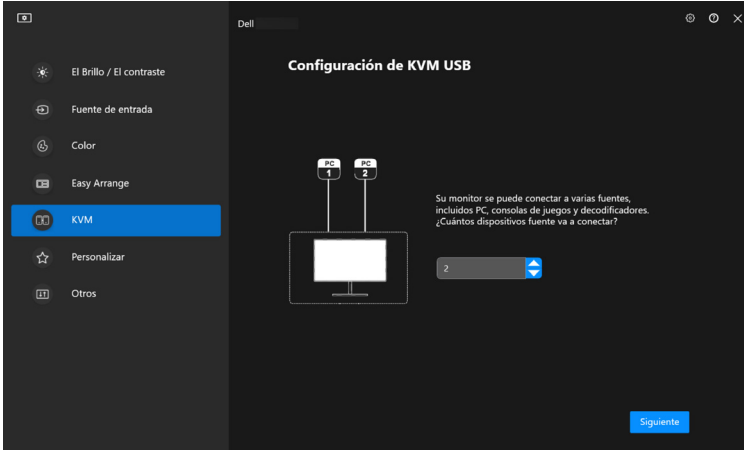 Dell
El Brillo / El contraste
Fuente de entrada
Color
Easy Arrange
KVM
Personalizar
Otros
Configuración de KVM USB
PC
1
PC
2
Su monitor se puede conectar a varias fuentes,
incluidos PC, consolas de juegos y decodificadores.
¿Cuántos dispositivos fuente va a conectar?
2
Siguiente